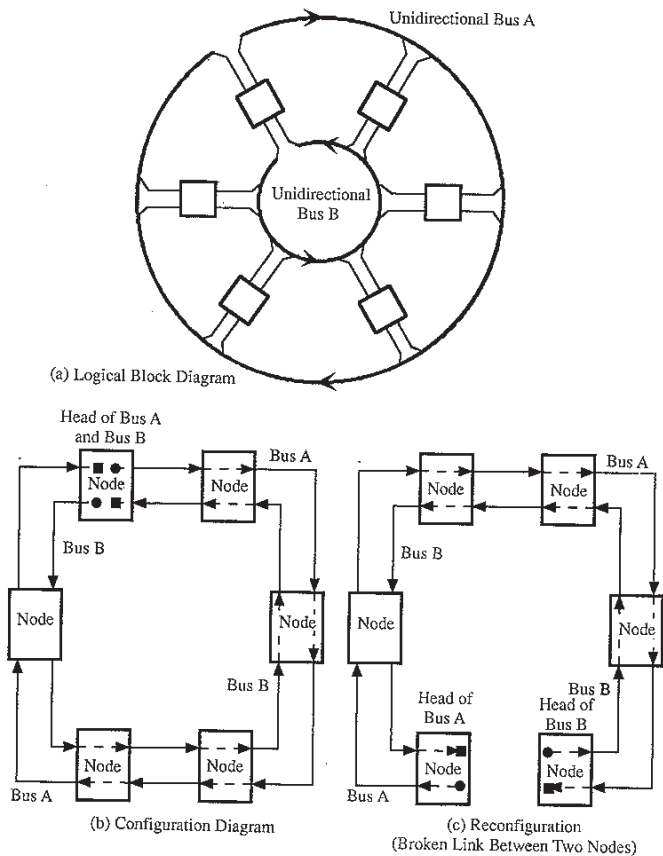 Unidirectional Bus A
Unidirectional
Bus B
(a) Logical Block Diagram
Head of Bus A
and Bus B
Node
Node
Bus A
Bus B
Node
Node
Bus B
Node
Node
Bus A
(b) Configuration Diagram
Node
Node
Bus A
Bus B
Node
Node
Head of
Bus A
Node
Bus A
Bus B
Head of
Bus B
Node
(c) Reconfiguration
(Broken Link Between Two Nodes)